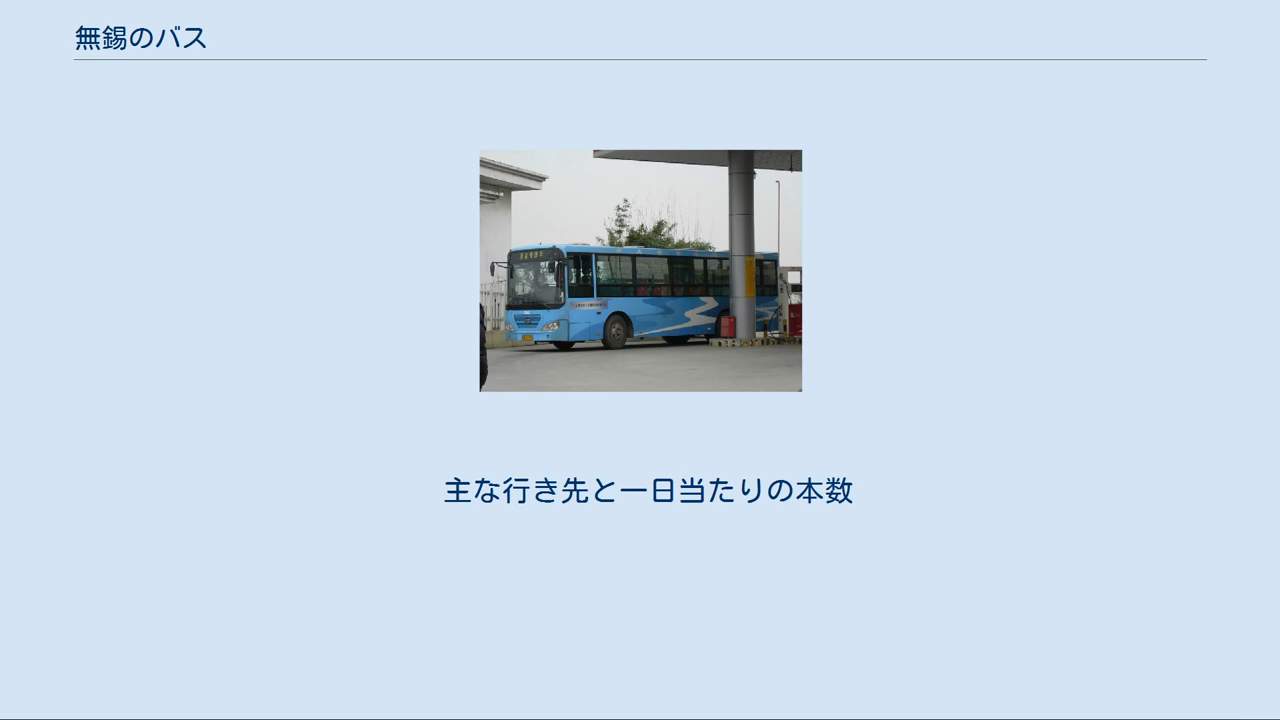 無錫のバス
主な行き先と一日当たりの本数